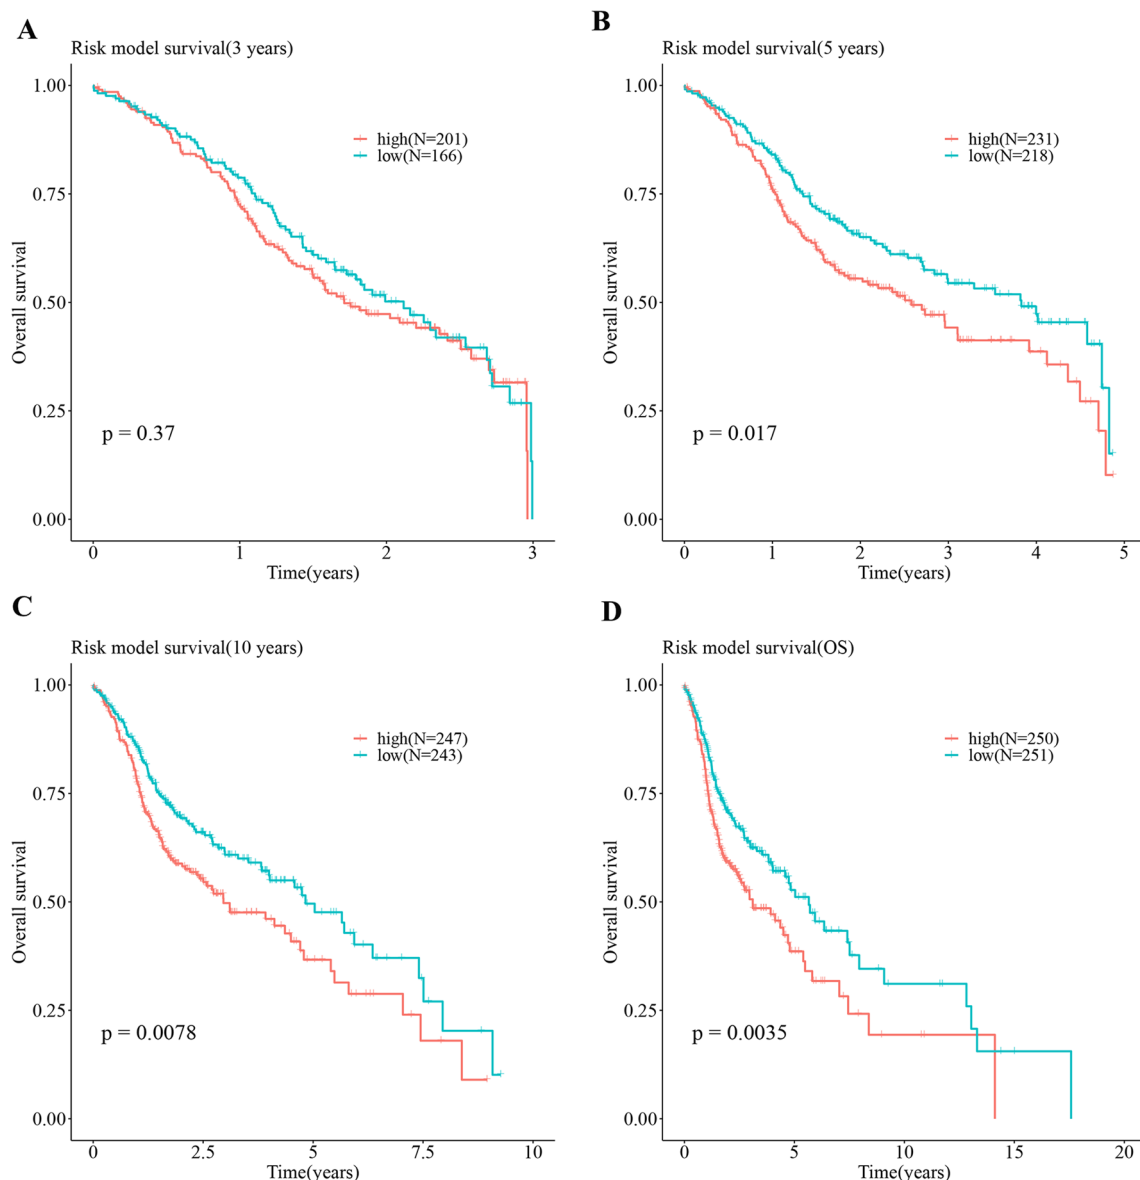 A
Risk model survival(3 years)
1.00
0.75
0.50
0.25
0.00
Overall survival
high(N=201)
low(N=166)
p = 0.37
0 1 2 3
Time(years)
B
Risk model survival(5 years)
1.00
0.75
0.50
0.25
0.00
Overall survival
high(N=231)
low(N=218)
p = 0.017
0 1 2 3 4 5
Time(years)
C
Risk model survival(10 years)
1.00
0.75
0.50
0.25
0.00
Overall survival
high(N=247)
low(N=243)
p = 0.0078
0 2.5 5 7.5 10
Time(years)
D
Risk model survival(OS)
1.00
0.75
0.50
0.25
0.00
Overall survival
high(N=250)
low(N=251)
p = 0.0035
0 5 10 15 20
Time(years)